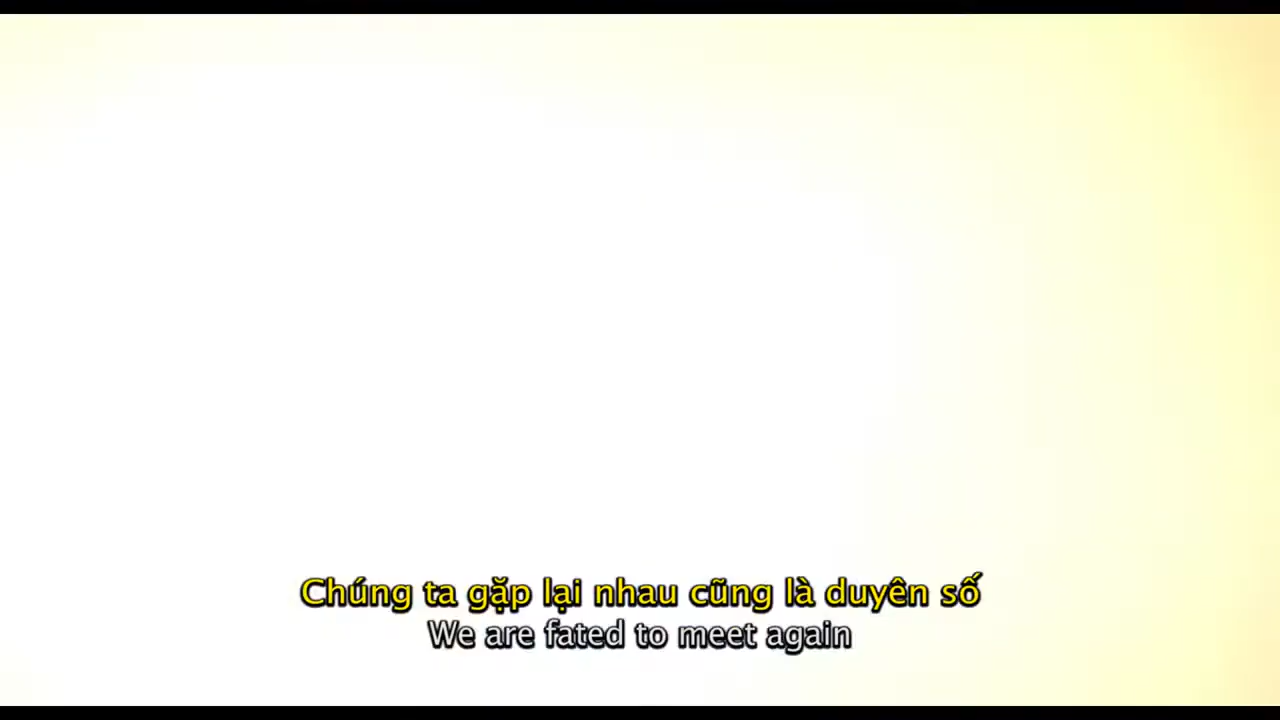 Chúng ta gặp lại nhau cũng là duyên số
We are fated to meet again